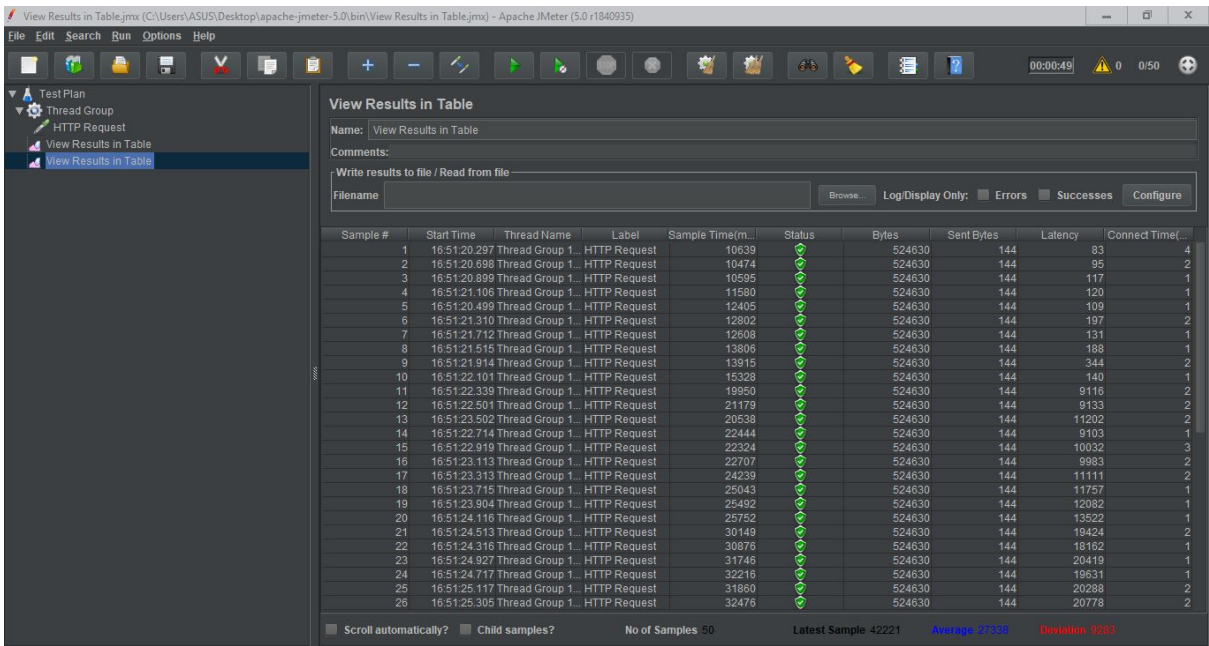 View Results in Table.jmx (C:\Users\ASUS\Desktop\apache-jmeter-5.0\bin\View Results in Table.jmx) - Apache JMeter (5.0 r1840935)
File Edit Search Run Options Help
00:00:49 0 0/50
Test Plan
Thread Group
HTTP Request
View Results in Table
View Results in Table
View Results in Table
Name: View Results in Table
Comments:
Write results to file / Read from file
Filename Browse... Log/Display Only: Errors Successes Configure
Sample # Start Time Thread Name Label Sample Time(m... Status Bytes Sent Bytes Latency Connect Time(...
1 16:51:20.297 Thread Group 1... HTTP Request 10639 524630 144 83 4
2 16:51:20.698 Thread Group 1... HTTP Request 10474 524630 144 95 2
3 16:51:20.899 Thread Group 1... HTTP Request 10595 524630 144 117 1
4 16:51:21.106 Thread Group 1... HTTP Request 11580 524630 144 120 1
5 16:51:20.499 Thread Group 1... HTTP Request 12405 524630 144 109 1
6 16:51:21.310 Thread Group 1... HTTP Request 12802 524630 144 197 2
7 16:51:21.712 Thread Group 1... HTTP Request 12608 524630 144 131 1
8 16:51:21.515 Thread Group 1... HTTP Request 13806 524630 144 188 1
9 16:51:21.914 Thread Group 1... HTTP Request 13915 524630 144 344 2
10 16:51:22.101 Thread Group 1... HTTP Request 15328 524630 144 140 1
11 16:51:22.339 Thread Group 1... HTTP Request 19950 524630 144 9116 2
12 16:51:22.501 Thread Group 1... HTTP Request 21179 524630 144 9133 2
13 16:51:23.502 Thread Group 1... HTTP Request 20538 524630 144 11202 2
14 16:51:22.714 Thread Group 1... HTTP Request 22444 524630 144 9103 1
15 16:51:22.919 Thread Group 1... HTTP Request 22324 524630 144 10032 3
16 16:51:23.113 Thread Group 1... HTTP Request 22707 524630 144 9983 2
17 16:51:23.313 Thread Group 1... HTTP Request 24239 524630 144 11111 2
18 16:51:23.715 Thread Group 1... HTTP Request 25043 524630 144 11757 1
19 16:51:23.904 Thread Group 1... HTTP Request 25492 524630 144 12082 1
20 16:51:24.116 Thread Group 1... HTTP Request 25752 524630 144 13522 1
21 16:51:24.513 Thread Group 1... HTTP Request 30149 524630 144 19424 2
22 16:51:24.316 Thread Group 1... HTTP Request 30876 524630 144 18162 1
23 16:51:24.927 Thread Group 1... HTTP Request 31746 524630 144 20419 1
24 16:51:24.717 Thread Group 1... HTTP Request 32216 524630 144 19631 1
25 16:51:25.117 Thread Group 1... HTTP Request 31860 524630 144 20288 2
26 16:51:25.305 Thread Group 1... HTTP Request 32476 524630 144 20778 2
Scroll automatically? Child samples? No of Samples 50 Latest Sample 42221 Average 27338 Deviation 9283